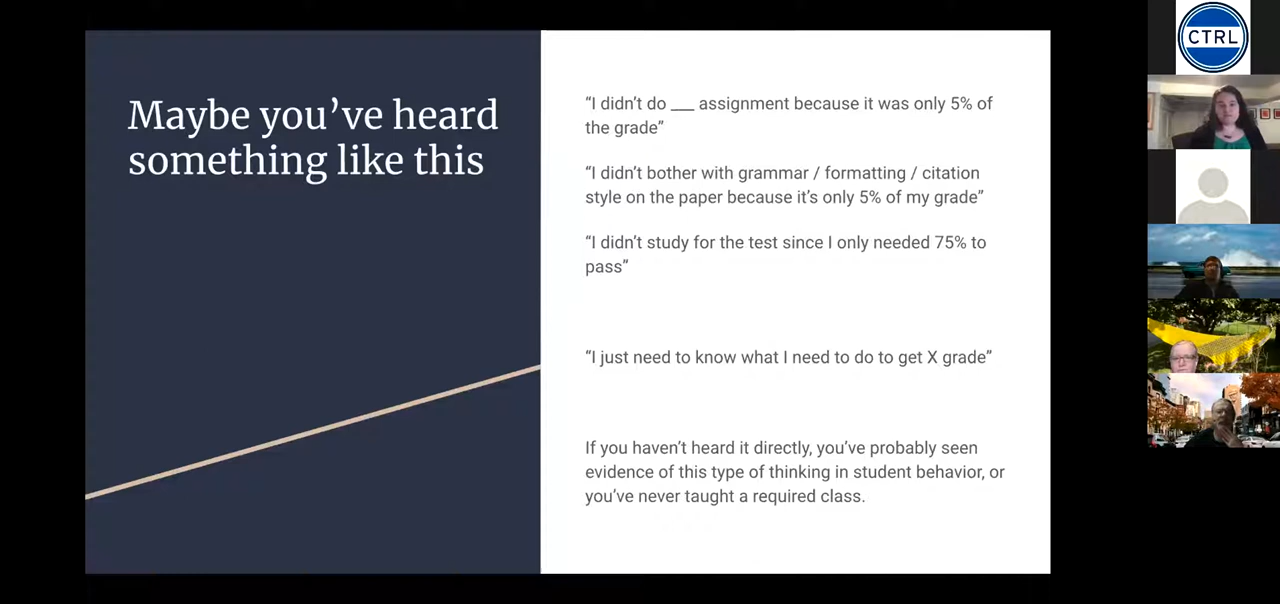 Maybe you’ve heard
something like this
“I didn’t do ___ assignment because it was only 5% of
the grade”
“I didn’t bother with grammar / formatting / citation
style on the paper because it’s only 5% of my grade”
“I didn’t study for the test since I only needed 75% to
pass”
“I just need to know what I need to do to get X grade”
If you haven’t heard it directly, you’ve probably seen
evidence of this type of thinking in student behavior, or
you’ve never taught a required class.
CTRL